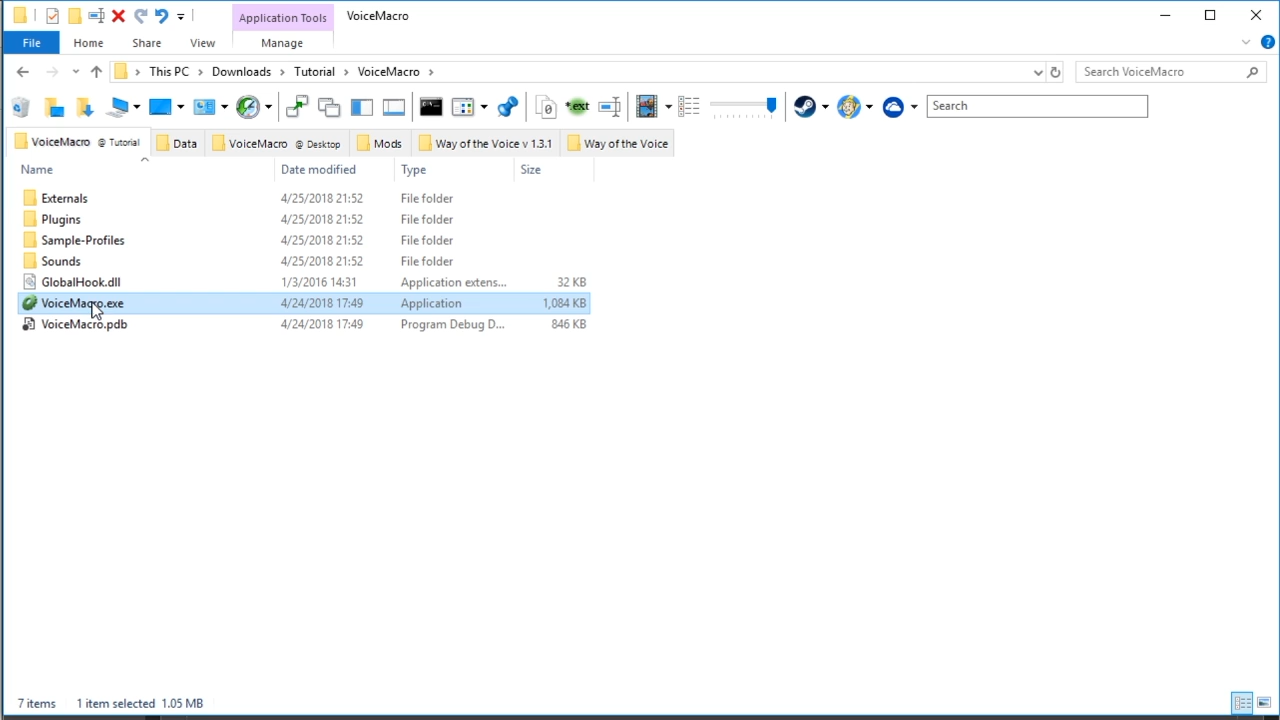 Application Tools VoiceMacro
File Home Share View Manage
This PC Downloads Tutorial VoiceMacro Search VoiceMacro
*ext Search
VoiceMacro @ Tutorial Data VoiceMacro @ Desktop Mods Way of the Voice v 1.3.1 Way of the Voice
Name Date modified Type Size
Externals 4/25/2018 21:52 File folder
Plugins 4/25/2018 21:52 File folder
Sample-Profiles 4/25/2018 21:52 File folder
Sounds 4/25/2018 21:52 File folder
GlobalHook.dll 1/3/2016 14:31 Application extens... 32 KB
VoiceMacro.exe 4/24/2018 17:49 Application 1,084 KB
VoiceMacro.pdb 4/24/2018 17:49 Program Debug D... 846 KB
7 items 1 item selected 1.05 MB